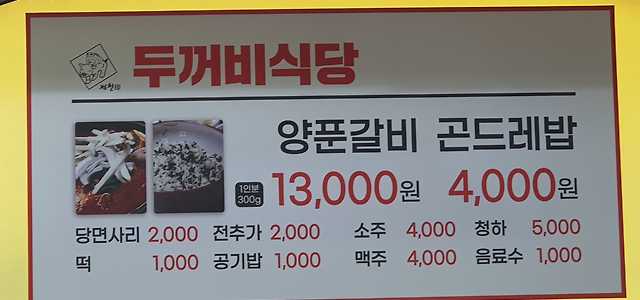 두꺼비식당
양푼갈비 곤드레밥
1인분 300g 13,000원 4,000원
당면사리 2,000 전추가 2,000 소주 4,000 청하 5,000
떡 1,000 공기밥 1,000 맥주 4,000 음료수 1,000